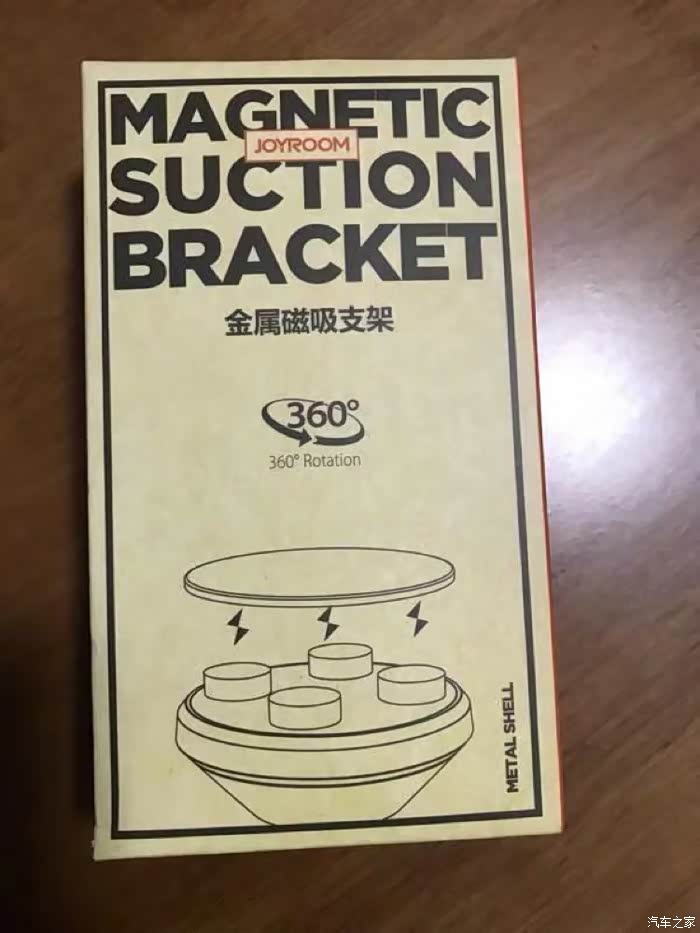 MAGNETIC
JOYROOM
SUCTION
BRACKET
金属磁吸支架
360°
360° Rotation
METAL SHELL
汽车之家